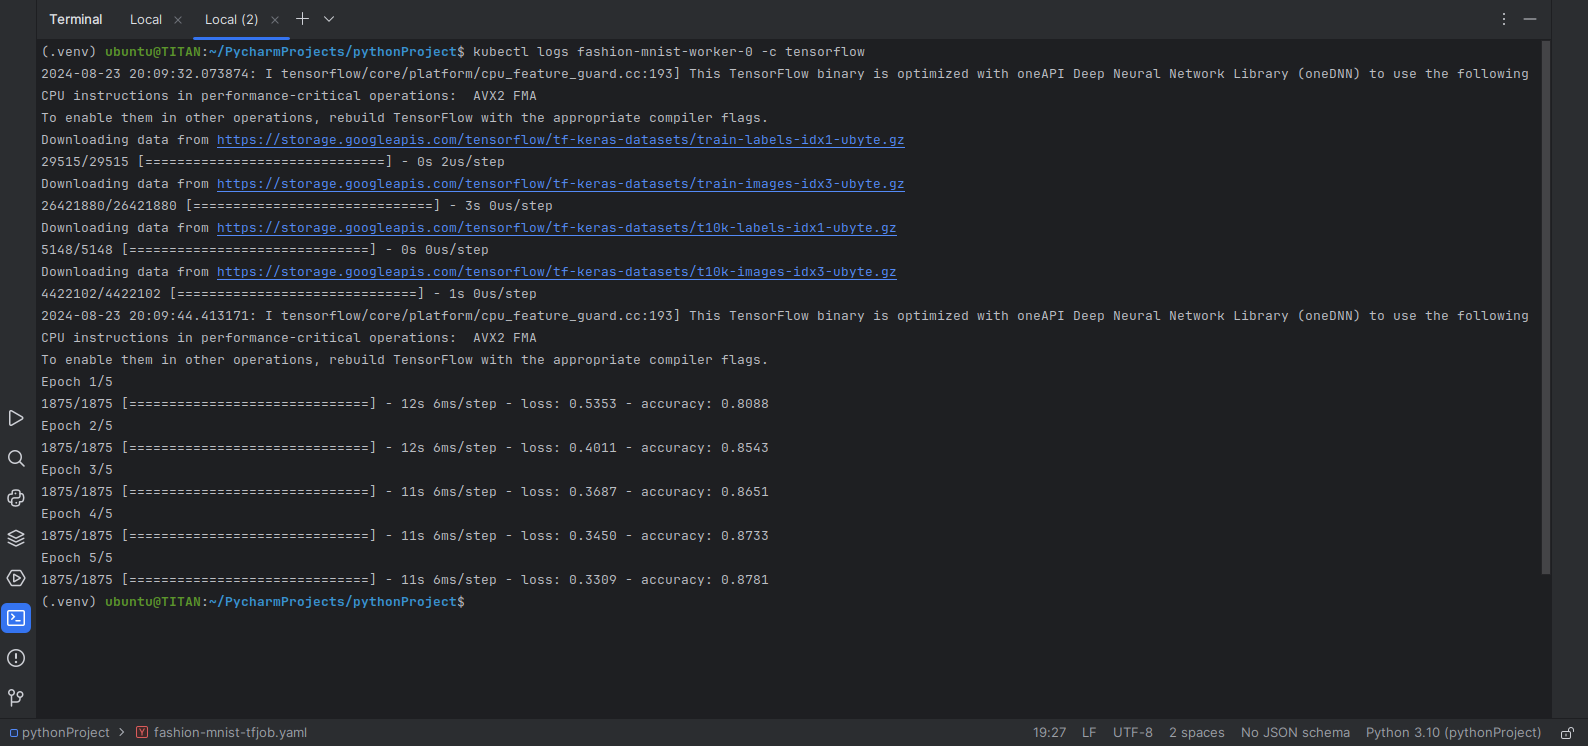 Terminal Local Local (2)
(.venv) ubuntu@TITAN:~/PycharmProjects/pythonProject$ kubectl logs fashion-mnist-worker-0 -c tensorflow
2024-08-23 20:09:32.073874: I tensorflow/core/platform/cpu_feature_guard.cc:193] This TensorFlow binary is optimized with oneAPI Deep Neural Network Library (oneDNN) to use the following
CPU instructions in performance-critical operations:  AVX2 FMA
To enable them in other operations, rebuild TensorFlow with the appropriate compiler flags.
Downloading data from https://storage.googleapis.com/tensorflow/tf-keras-datasets/train-labels-idx1-ubyte.gz
29515/29515 [==============================] - 0s 2us/step
Downloading data from https://storage.googleapis.com/tensorflow/tf-keras-datasets/train-images-idx3-ubyte.gz
26421880/26421880 [==============================] - 3s 0us/step
Downloading data from https://storage.googleapis.com/tensorflow/tf-keras-datasets/t10k-labels-idx1-ubyte.gz
5148/5148 [==============================] - 0s 0us/step
Downloading data from https://storage.googleapis.com/tensorflow/tf-keras-datasets/t10k-images-idx3-ubyte.gz
4422102/4422102 [==============================] - 1s 0us/step
2024-08-23 20:09:44.413171: I tensorflow/core/platform/cpu_feature_guard.cc:193] This TensorFlow binary is optimized with oneAPI Deep Neural Network Library (oneDNN) to use the following
CPU instructions in performance-critical operations:  AVX2 FMA
To enable them in other operations, rebuild TensorFlow with the appropriate compiler flags.
Epoch 1/5
1875/1875 [==============================] - 12s 6ms/step - loss: 0.5353 - accuracy: 0.8088
Epoch 2/5
1875/1875 [==============================] - 12s 6ms/step - loss: 0.4011 - accuracy: 0.8543
Epoch 3/5
1875/1875 [==============================] - 11s 6ms/step - loss: 0.3687 - accuracy: 0.8651
Epoch 4/5
1875/1875 [==============================] - 11s 6ms/step - loss: 0.3450 - accuracy: 0.8733
Epoch 5/5
1875/1875 [==============================] - 11s 6ms/step - loss: 0.3309 - accuracy: 0.8781
(.venv) ubuntu@TITAN:~/PycharmProjects/pythonProject$
pythonProject > Y fashion-mnist-tfjob.yaml 19:27 LF UTF-8 2 spaces No JSON schema Python 3.10 (pythonProject)